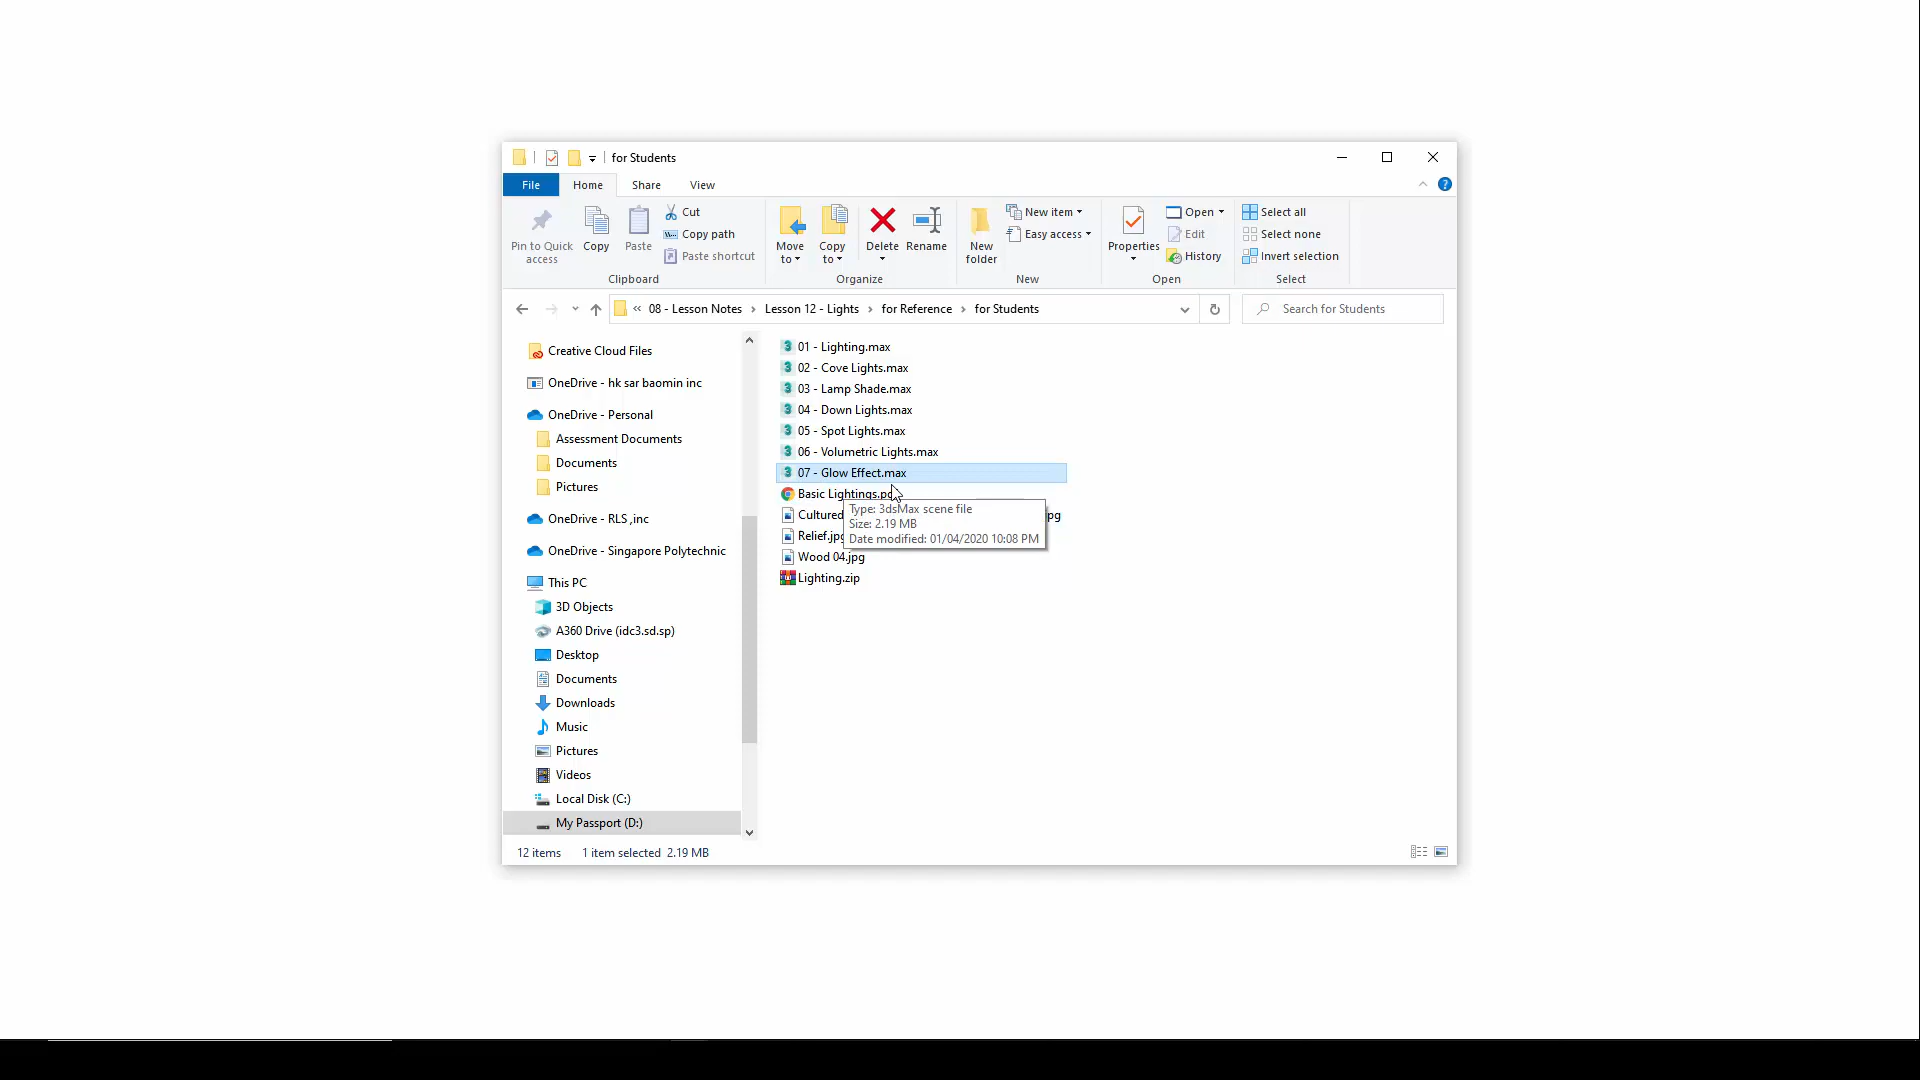 for Students
File Home Share View
Pin to Quick access
Copy
Paste
Cut
Copy path
Paste shortcut
Clipboard
Move to
Copy to
Delete
Rename
Organize
New folder
New item
Easy access
New
Properties
Open
Edit
History
Open
Select all
Select none
Invert selection
Select
« 08 - Lesson Notes › Lesson 12 - Lights › for Reference › for Students
Search for Students
Creative Cloud Files
OneDrive - hk sar baomin inc
OneDrive - Personal
Assessment Documents
Documents
Pictures
OneDrive - RLS ,inc
OneDrive - Singapore Polytechnic
This PC
3D Objects
A360 Drive (idc3.sd.sp)
Desktop
Documents
Downloads
Music
Pictures
Videos
Local Disk (C:)
My Passport (D:)
01 - Lighting.max
02 - Cove Lights.max
03 - Lamp Shade.max
04 - Down Lights.max
05 - Spot Lights.max
06 - Volumetric Lights.max
07 - Glow Effect.max
Basic Lightings.pd
Cultured pg
Relief.jpg
Wood 04.jpg
Lighting.zip
Type: 3dsMax scene file
Size: 2.19 MB
Date modified: 01/04/2020 10:08 PM
12 items 1 item selected 2.19 MB